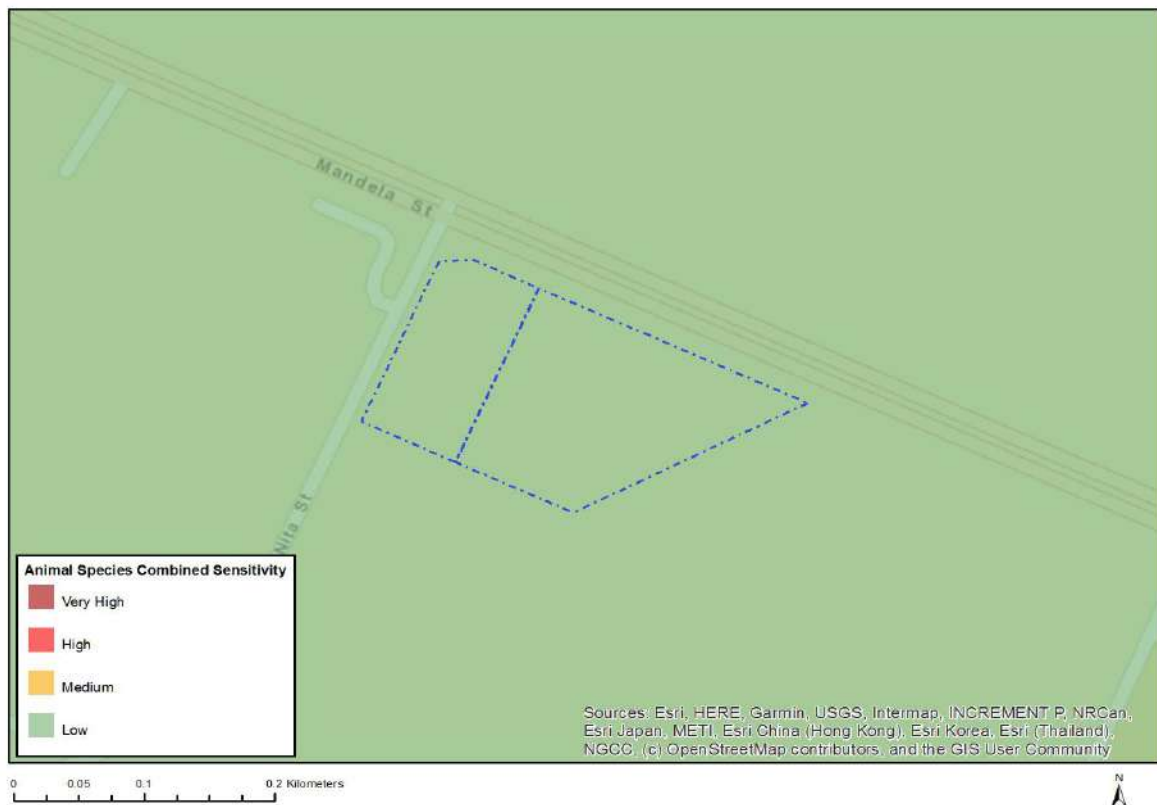 Mandela St
Nita St
Animal Species Combined Sensitivity
Very High
High
Medium
Low
Sources: Esri, HERE, Garmin, USGS, Intermap, INCREMENT P, NRCan,
Esri Japan, METI, Esri China (Hong Kong), Esri Korea, Esri (Thailand),
NGCC, (c) OpenStreetMap contributors, and the GIS User Community
0 0.05 0.1 0.2 Kilometers
N